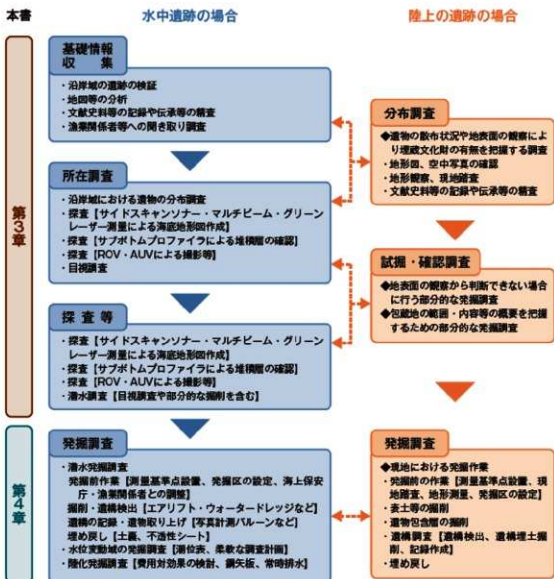 本書
水中遺跡の場合
陸上の遺跡の場合
第3章
基礎情報
収集
・沿岸域の遺跡の検証
・地図等の分析
・文献史料等の記録や伝承等の精査
・漁業関係者等への聞き取り調査
所在調査
・沿岸域における遺物の分布調査
・探査【サイドスキャンソナー・マルチビーム・グリーン
レーザー測量による海底地形図作成】
・探査【サブボトムプロファイラによる堆積層の確認】
・探査【ROV・AUVによる撮影等】
・目視調査
探査等
・探査【サイドスキャンソナー・マルチビーム・グリーン
レーザー測量による海底地形図作成】
・探査【サブボトムプロファイラによる堆積層の確認】
・探査【ROV・AUVによる撮影等】
・潜水調査【目視調査や部分的な掘削を含む】
分布調査
◆遺物の散布状況や地表面の観察によ
り埋蔵文化財の有無を把握する調査
・地形図、空中写真の確認
・地形観察、現地踏査
・文献史料等の記録や伝承等の精査
試掘・確認調査
◆地表面の観察から判断できない場合
に行う部分的な発掘調査
◆包蔵地の範囲・内容等の概要を把握
するための部分的な発掘調査
第4章
発掘調査
・潜水発掘調査
発掘前作業【測量基準点設置、発掘区の設定、海上保安
庁・漁業関係者との調整】
掘削・遺構検出【エアリフト・ウォータードレッジなど】
遺構の記録・遺物取り上げ【写真計測バルーンなど】
埋め戻し【土嚢、不透性シート】
・水位変動域の発掘調査【潮位表、柔軟な調査計画】
・陸化発掘調査【費用対効果の検討、鋼矢板、常時排水】
発掘調査
◆現地における発掘作業
・発掘前の作業【測量基準点設置、現
地踏査、地形測量、発掘区の設定】
・表土等の掘削
・遺物包含層の掘削
・遺構調査【遺構検出、遺構埋土掘
削、記録作成】
・埋め戻し